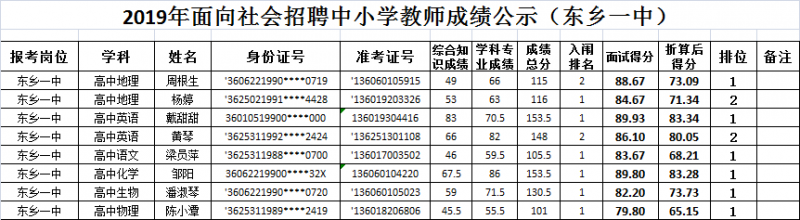 2019年面向社会招聘中小学教师成绩公示（东乡一中）
报考岗位 学科 姓名 身份证号 准考证号 综合知识成绩 学科专业成绩 成绩总分 入闱排名 面试得分 折算后得分 排位 备注
东乡一中 高中地理 周根生 '3606221990****0719 '136060105915 49 66 115 2 88.67 73.09 1
东乡一中 高中地理 杨婷 '3625021991****4428 '136019203326 53 63 116 1 84.67 71.34 2
东乡一中 高中英语 戴甜甜 36010519900****000 '136019304416 83 70.5 153.5 1 89.93 83.34 1
东乡一中 高中英语 黄琴 '3625311992****2424 '136251301108 66 82 148 2 86.10 80.05 2
东乡一中 高中语文 梁员萍 '3625311988****0700 '136017003502 46 59.5 105.5 1 83.67 68.21 1
东乡一中 高中化学 邹阳 36062219900****32X '136060104220 67.5 86 153.5 1 89.80 83.28 1
东乡一中 高中生物 潘淑琴 '3606221990****0720 '136060105023 59 71.5 130.5 1 82.20 73.73 1
东乡一中 高中物理 陈小潭 '3625311989****2419 '136018206806 45.5 55.5 101 1 79.80 65.15 1